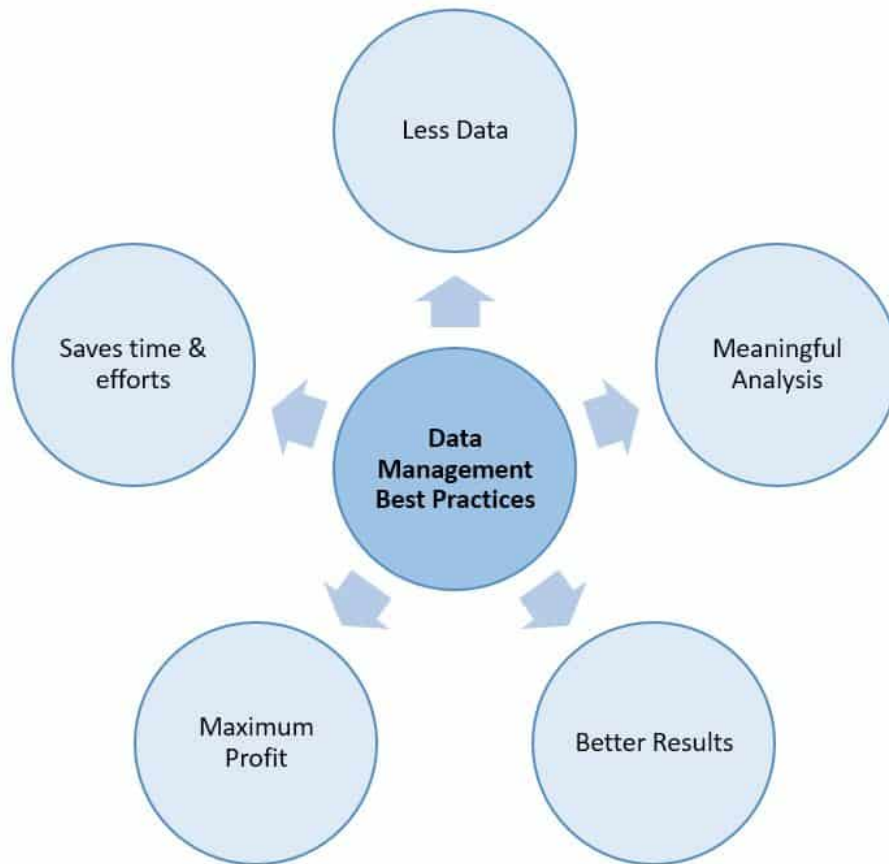 Less Data
Saves time &
efforts
Meaningful
Analysis
Data
Management
Best Practices
Maximum
Profit
Better Results